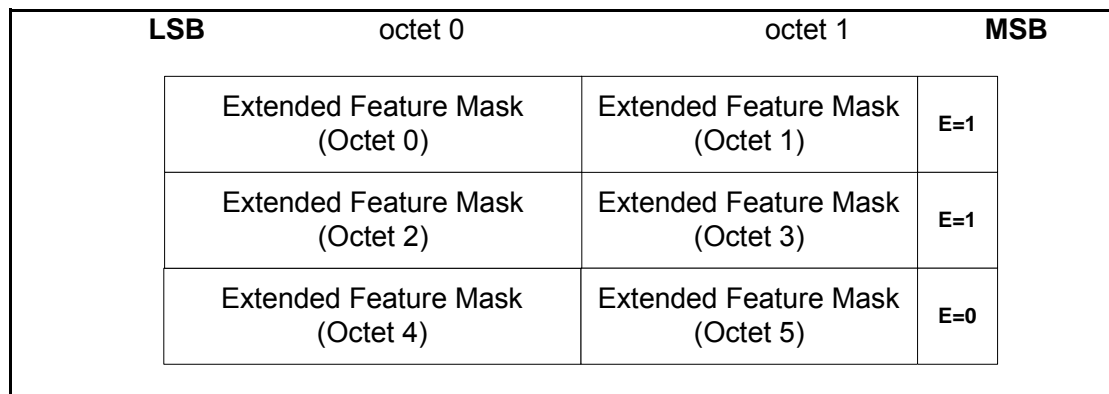 LSB octet 0 octet 1 MSB
Extended Feature Mask Extended Feature Mask E=1
(Octet 0) (Octet 1)
Extended Feature Mask Extended Feature Mask E=1
(Octet 2) (Octet 3)
Extended Feature Mask Extended Feature Mask E=0
(Octet 4) (Octet 5)